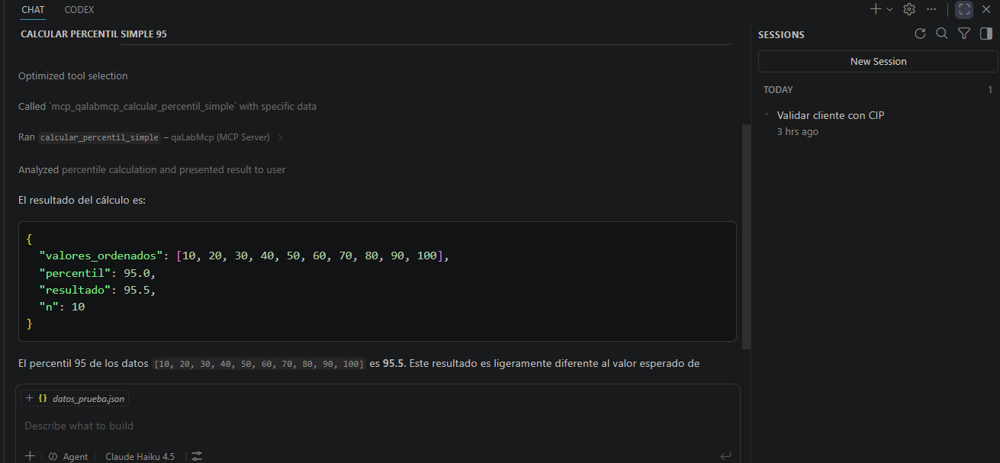 CHAT CODEX
CALCULAR PERCENTIL SIMPLE 95
Optimized tool selection
Called `mcp_qalabmcp_calcular_percentil_simple` with specific data
Ran calcular_percentil_simple – qaLabMcp (MCP Server)
Analyzed percentile calculation and presented result to user
El resultado del cálculo es:
{
"valores_ordenados": [10, 20, 30, 40, 50, 60, 70, 80, 90, 100],
"percentil": 95.0,
"resultado": 95.5,
"n": 10
}
El percentil 95 de los datos [10, 20, 30, 40, 50, 60, 70, 80, 90, 100] es 95.5. Este resultado es ligeramente diferente al valor esperado de
+ {} datos_prueba.json
Describe what to build
Agent Claude Haiku 4.5
SESSIONS
New Session
TODAY 1
Validar cliente con CIP
3 hrs ago